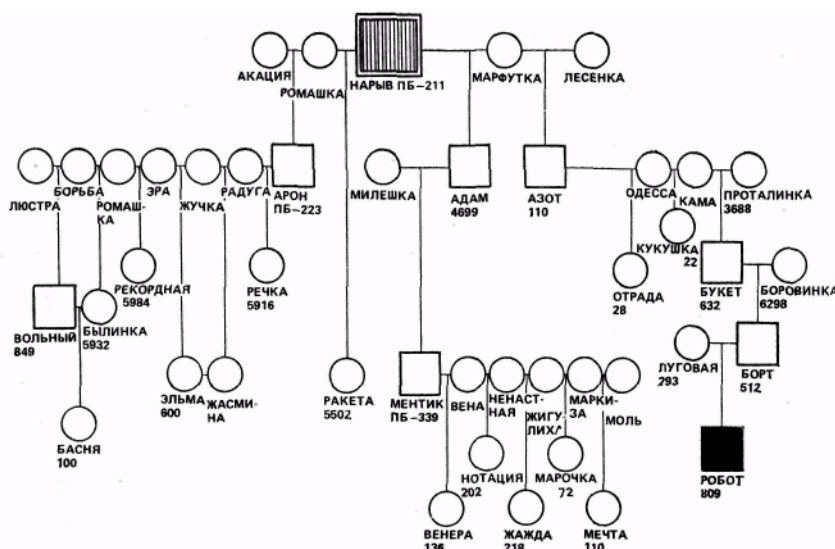 АКАЦИЯ
РОМАШКА
НАРЫВ ПБ-211
МАРФУТКА
ЛЕСЕНКА
ЛЮСТРА
БОРЬБА
РОМАШ-
КА
ЭРА
ЖУЧКА
РАДУГА
АРОН
ПБ-223
МИЛЕШКА
АДАМ
4699
АЗОТ
110
ОДЕССА
КАМА
ПРОТАЛИНКА
3688
КУКУШКА
22
РЕКОРДНАЯ
5984
РЕЧКА
5916
ОТРАДА
28
БУКЕТ
632
БОРОВИНКА
6298
ВОЛЬНЫЙ
849
БЫЛИНКА
5932
ЭЛЬМА
600
ЖАСМИ-
НА
РАКЕТА
5502
МЕНТИК
ПБ-339
ВЕНА
НЕНАСТ-
НАЯ
ЖИГУ-
ЛИХА
МАРКИ-
ЗА
МОЛЬ
ЛУГОВАЯ
293
БОРТ
512
БАСНЯ
100
НОТАЦИЯ
202
МАРОЧКА
72
РОБОТ
809
ВЕНЕРА
136
ЖАЖДА
218
МЕЧТА
110